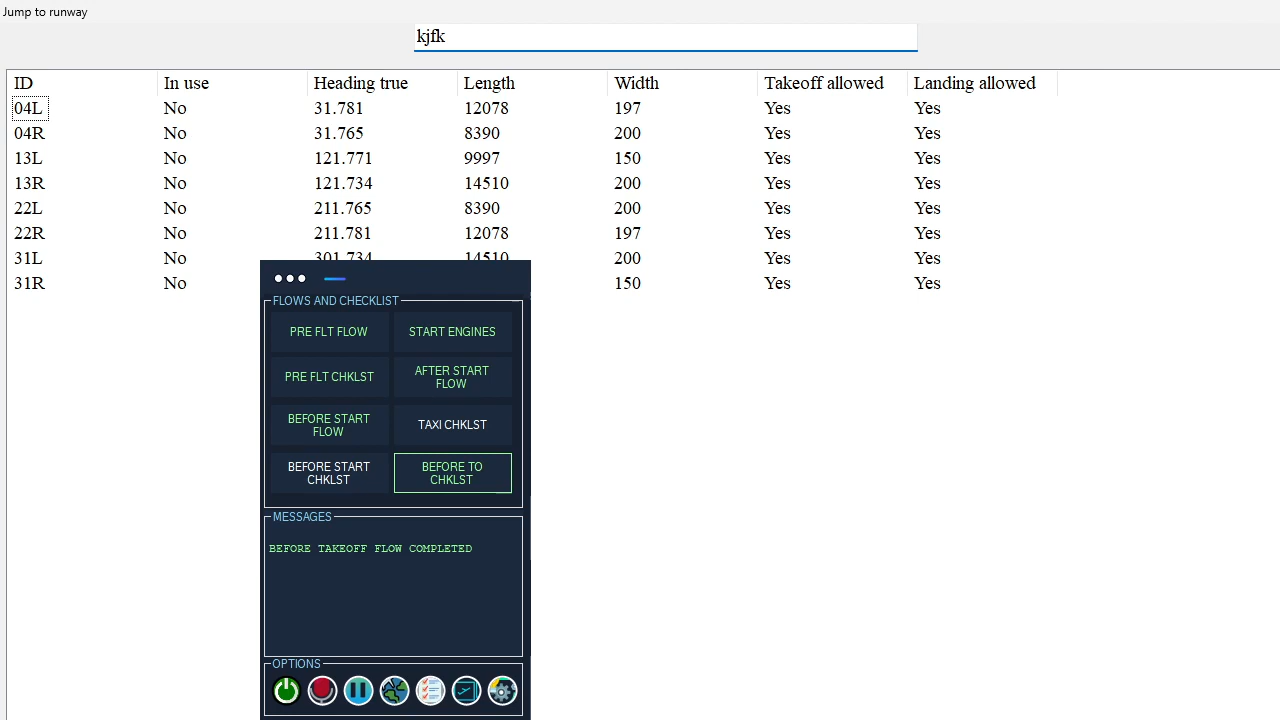 Jump to runway
kjfk
ID In use Heading true Length Width Takeoff allowed Landing allowed
04L No 31.781 12078 197 Yes Yes
04R No 31.765 8390 200 Yes Yes
13L No 121.771 9997 150 Yes Yes
13R No 121.734 14510 200 Yes Yes
22L No 211.765 8390 200 Yes Yes
22R No 211.781 12078 197 Yes Yes
31L No 301.734 14510 200 Yes Yes
31R No 150 Yes Yes
FLOWS AND CHECKLIST
PRE FLT FLOW START ENGINES
PRE FLT CHKLST AFTER START
FLOW
BEFORE START
FLOW TAXI CHKLST
BEFORE START
CHKLST BEFORE TO
CHKLST
MESSAGES
BEFORE TAKEOFF FLOW COMPLETED
OPTIONS